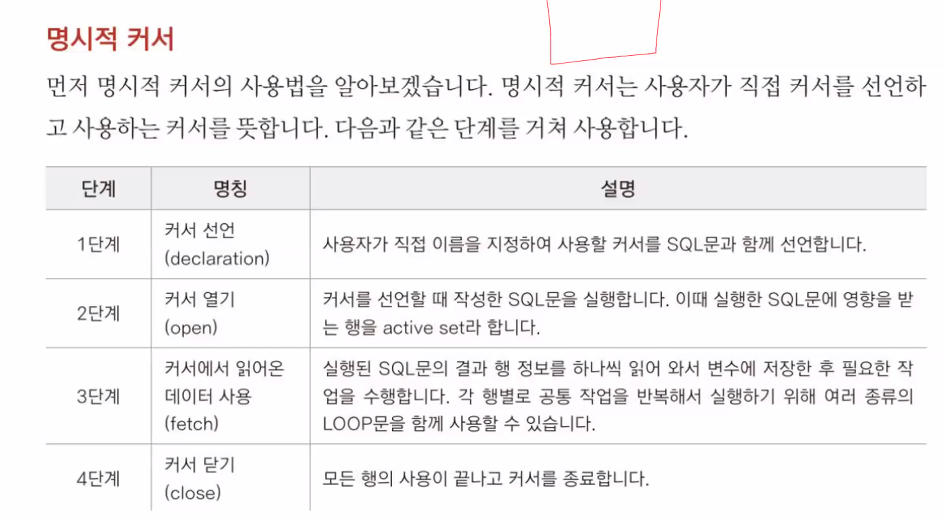 명시적 커서
먼저 명시적 커서의 사용법을 알아보겠습니다. 명시적 커서는 사용자가 직접 커서를 선언하
고 사용하는 커서를 뜻합니다. 다음과 같은 단계를 거쳐 사용합니다.
단계 명칭 설명
1단계
커서 선언
(declaration)
사용자가 직접 이름을 지정하여 사용할 커서를 SQL문과 함께 선언합니다.
2단계
커서 열기
(open)
커서를 선언할 때 작성한 SQL문을 실행합니다. 이때 실행한 SQL문에 영향을 받
는 행을 active set라 합니다.
3단계
커서에서 읽어온
데이터 사용
(fetch)
실행된 SQL문의 결과 행 정보를 하나씩 읽어 와서 변수에 저장한 후 필요한 작
업을 수행합니다. 각 행별로 공통 작업을 반복해서 실행하기 위해 여러 종류의
LOOP문을 함께 사용할 수 있습니다.
4단계
커서 닫기
(close)
모든 행의 사용이 끝나고 커서를 종료합니다.